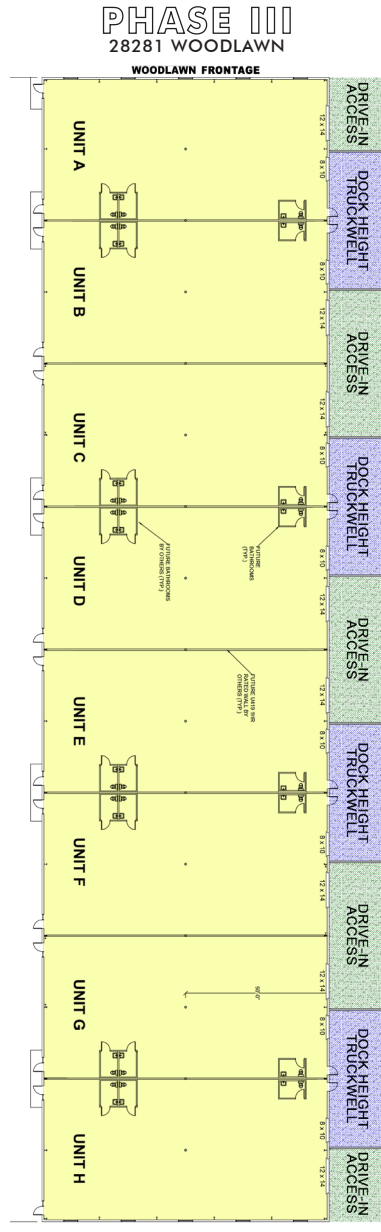 PHASE III
28281 WOODLAWN
WOODLAWN FRONTAGE
DRIVE-IN
ACCESS
12 x 14
UNIT A
8 x 10
DOCK HEIGHT
TRUCKWELL
8 x 10
UNIT B
12 x 14
DRIVE-IN
ACCESS
12 x 14
UNIT C
8 x 10
DOCK HEIGHT
TRUCKWELL
FUTURE
BATHROOMS
(TYP.)
FUTURE BATHROOMS
BY OTHERS (TYP.)
8 x 10
UNIT D
12 x 14
DRIVE-IN
ACCESS
FUTURE U419 1HR
RATED WALL BY
OTHERS (TYP.)
12 x 14
UNIT E
8 x 10
DOCK HEIGHT
TRUCKWELL
8 x 10
UNIT F
12 x 14
DRIVE-IN
ACCESS
12 x 14
50'-0"
UNIT G
8 x 10
DOCK HEIGHT
TRUCKWELL
8 x 10
UNIT H
12 x 14
DRIVE-IN
ACCESS